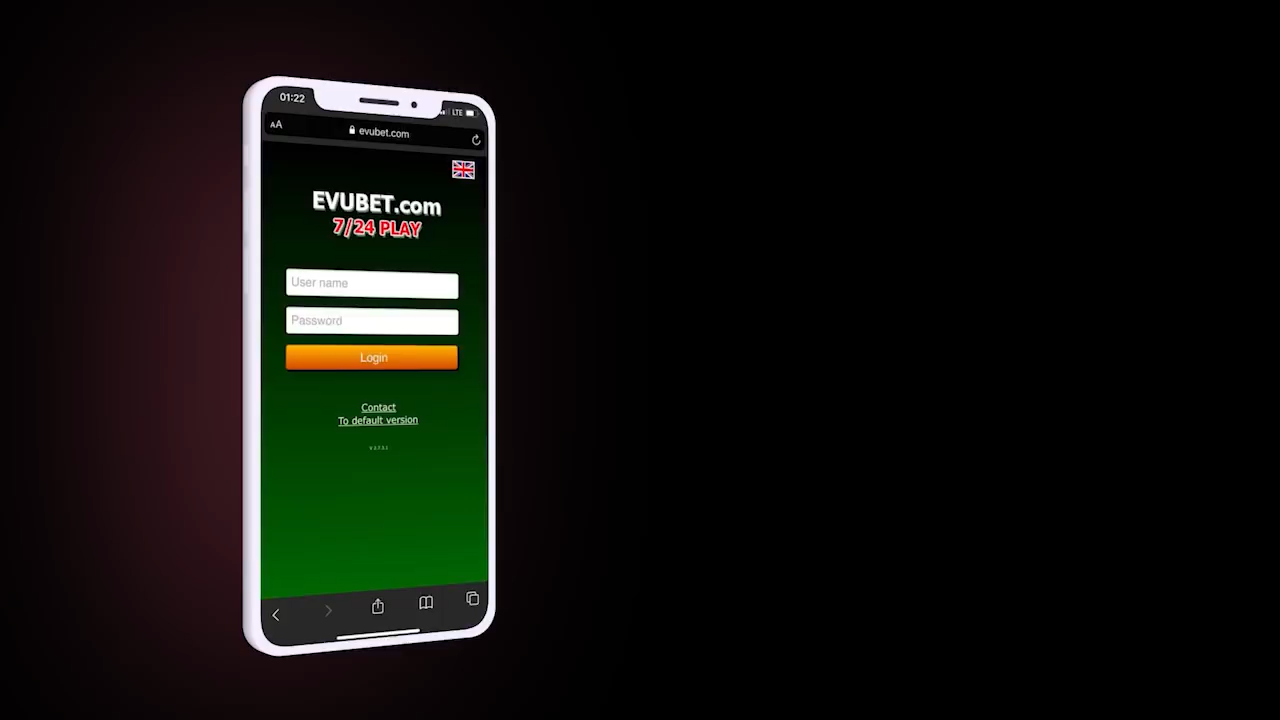 01:22
LTE
AA
evubet.com
EVUBET.com
7/24 PLAY
User name
Password
Login
Contact
To default version